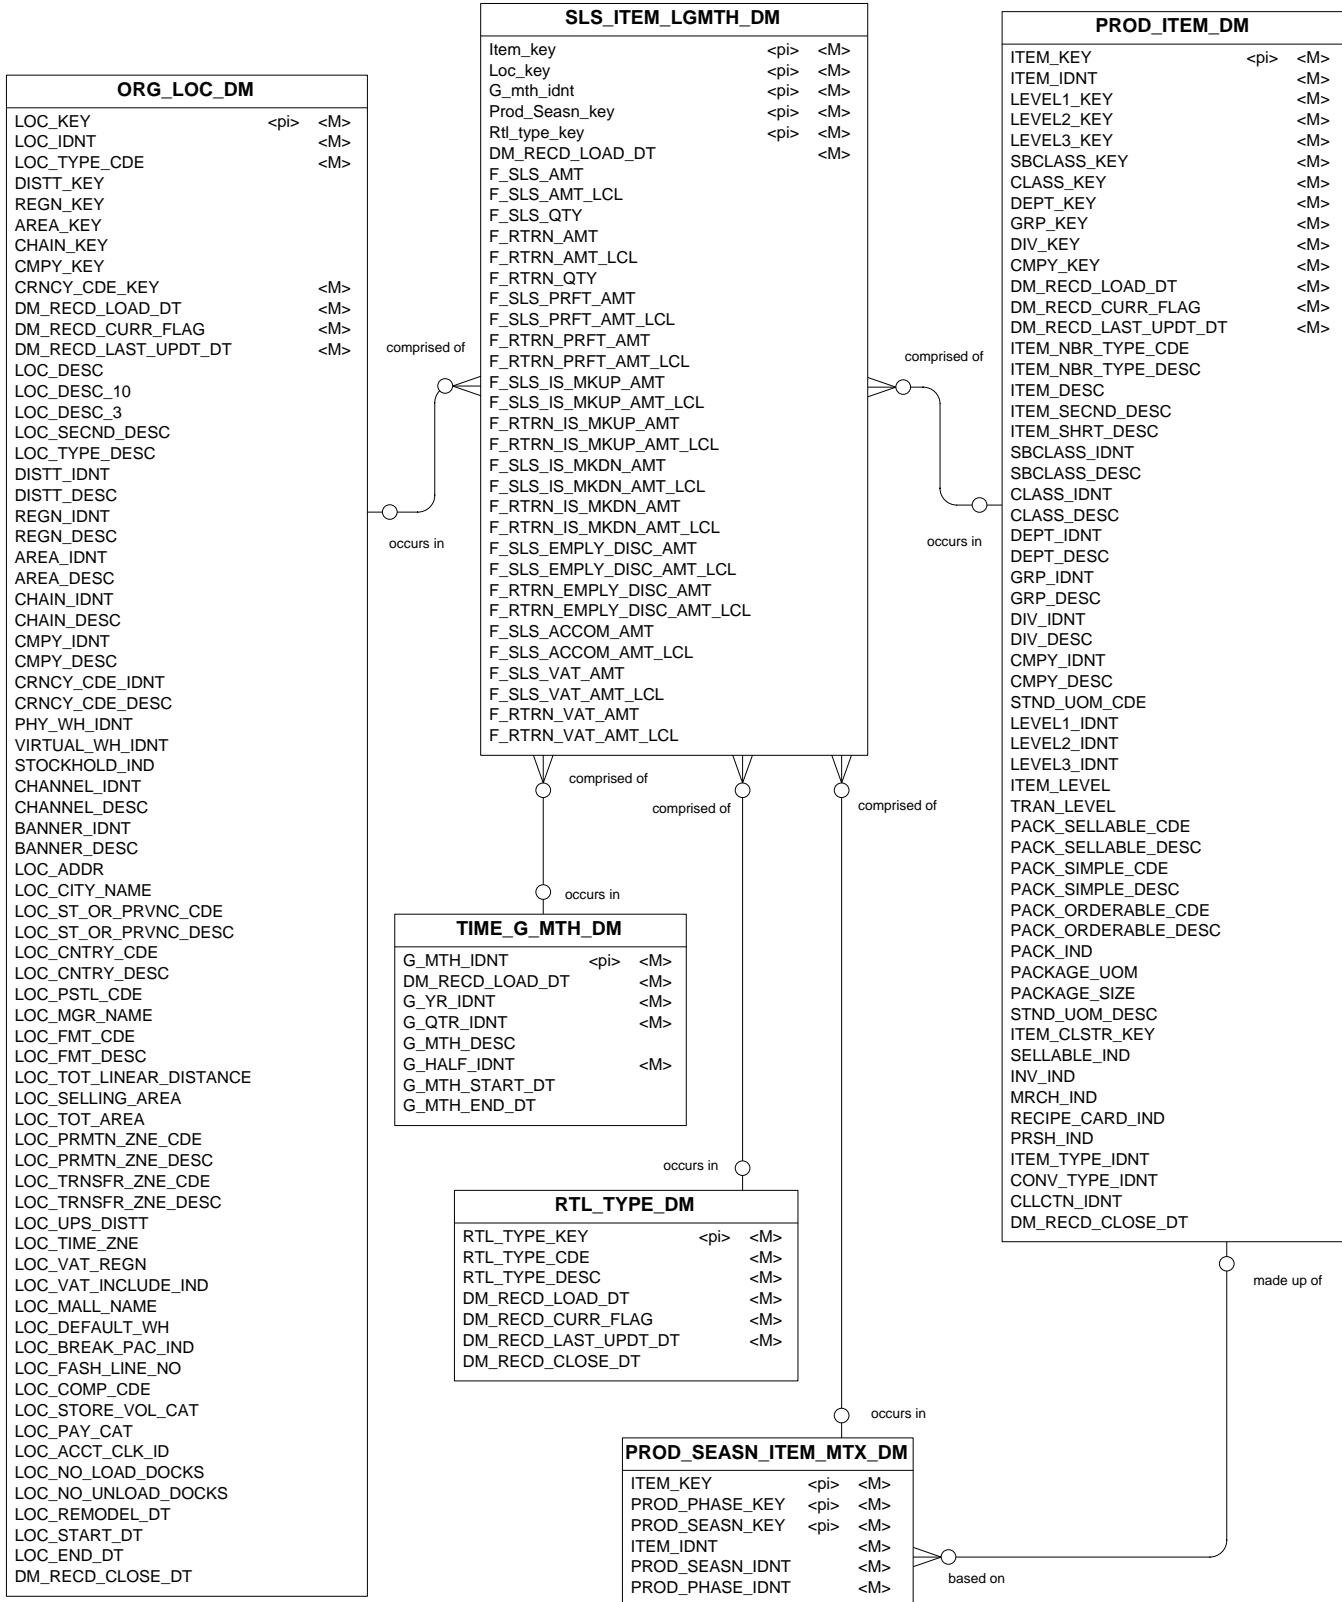 ORG_LOC_DM
LOC_KEY <pi> <M>
LOC_IDNT <M>
LOC_TYPE_CDE <M>
DISTT_KEY
REGN_KEY
AREA_KEY
CHAIN_KEY
CMPY_KEY
CRNCY_CDE_KEY <M>
DM_RECD_LOAD_DT <M>
DM_RECD_CURR_FLAG <M>
DM_RECD_LAST_UPDT_DT <M>
LOC_DESC
LOC_DESC_10
LOC_DESC_3
LOC_SECND_DESC
LOC_TYPE_DESC
DISTT_IDNT
DISTT_DESC
REGN_IDNT
REGN_DESC
AREA_IDNT
AREA_DESC
CHAIN_IDNT
CHAIN_DESC
CMPY_IDNT
CMPY_DESC
CRNCY_CDE_IDNT
CRNCY_CDE_DESC
PHY_WH_IDNT
VIRTUAL_WH_IDNT
STOCKHOLD_IND
CHANNEL_IDNT
CHANNEL_DESC
BANNER_IDNT
BANNER_DESC
LOC_ADDR
LOC_CITY_NAME
LOC_ST_OR_PRVNC_CDE
LOC_ST_OR_PRVNC_DESC
LOC_CNTRY_CDE
LOC_CNTRY_DESC
LOC_PSTL_CDE
LOC_MGR_NAME
LOC_FMT_CDE
LOC_FMT_DESC
LOC_TOT_LINEAR_DISTANCE
LOC_SELLING_AREA
LOC_TOT_AREA
LOC_PRMTN_ZNE_CDE
LOC_PRMTN_ZNE_DESC
LOC_TRNSFR_ZNE_CDE
LOC_TRNSFR_ZNE_DESC
LOC_UPS_DISTT
LOC_TIME_ZNE
LOC_VAT_REGN
LOC_VAT_INCLUDE_IND
LOC_MALL_NAME
LOC_DEFAULT_WH
LOC_BREAK_PAC_IND
LOC_FASH_LINE_NO
LOC_COMP_CDE
LOC_STORE_VOL_CAT
LOC_PAY_CAT
LOC_ACCT_CLK_ID
LOC_NO_LOAD_DOCKS
LOC_NO_UNLOAD_DOCKS
LOC_REMODEL_DT
LOC_START_DT
LOC_END_DT
DM_RECD_CLOSE_DT
comprised of
occurs in
SLS_ITEM_LGMTH_DM
Item_key <pi> <M>
Loc_key <pi> <M>
G_mth_idnt <pi> <M>
Prod_Seasn_key <pi> <M>
Rtl_type_key <pi> <M>
DM_RECD_LOAD_DT <M>
F_SLS_AMT
F_SLS_AMT_LCL
F_SLS_QTY
F_RTRN_AMT
F_RTRN_AMT_LCL
F_RTRN_QTY
F_SLS_PRFT_AMT
F_SLS_PRFT_AMT_LCL
F_RTRN_PRFT_AMT
F_RTRN_PRFT_AMT_LCL
F_SLS_IS_MKUP_AMT
F_SLS_IS_MKUP_AMT_LCL
F_RTRN_IS_MKUP_AMT
F_RTRN_IS_MKUP_AMT_LCL
F_SLS_IS_MKDN_AMT
F_SLS_IS_MKDN_AMT_LCL
F_RTRN_IS_MKDN_AMT
F_RTRN_IS_MKDN_AMT_LCL
F_SLS_EMPLY_DISC_AMT
F_SLS_EMPLY_DISC_AMT_LCL
F_RTRN_EMPLY_DISC_AMT
F_RTRN_EMPLY_DISC_AMT_LCL
F_SLS_ACCOM_AMT
F_SLS_ACCOM_AMT_LCL
F_SLS_VAT_AMT
F_SLS_VAT_AMT_LCL
F_RTRN_VAT_AMT
F_RTRN_VAT_AMT_LCL
comprised of
comprised of
comprised of
occurs in
TIME_G_MTH_DM
G_MTH_IDNT <pi> <M>
DM_RECD_LOAD_DT <M>
G_YR_IDNT <M>
G_QTR_IDNT <M>
G_MTH_DESC
G_HALF_IDNT <M>
G_MTH_START_DT
G_MTH_END_DT
occurs in
RTL_TYPE_DM
RTL_TYPE_KEY <pi> <M>
RTL_TYPE_CDE <M>
RTL_TYPE_DESC <M>
DM_RECD_LOAD_DT <M>
DM_RECD_CURR_FLAG <M>
DM_RECD_LAST_UPDT_DT <M>
DM_RECD_CLOSE_DT
occurs in
PROD_SEASN_ITEM_MTX_DM
ITEM_KEY <pi> <M>
PROD_PHASE_KEY <pi> <M>
PROD_SEASN_KEY <pi> <M>
ITEM_IDNT <M>
PROD_SEASN_IDNT <M>
PROD_PHASE_IDNT <M>
comprised of
occurs in
PROD_ITEM_DM
ITEM_KEY <pi> <M>
ITEM_IDNT <M>
LEVEL1_KEY <M>
LEVEL2_KEY <M>
LEVEL3_KEY <M>
SBCLASS_KEY <M>
CLASS_KEY <M>
DEPT_KEY <M>
GRP_KEY <M>
DIV_KEY <M>
CMPY_KEY <M>
DM_RECD_LOAD_DT <M>
DM_RECD_CURR_FLAG <M>
DM_RECD_LAST_UPDT_DT <M>
ITEM_NBR_TYPE_CDE
ITEM_NBR_TYPE_DESC
ITEM_DESC
ITEM_SECND_DESC
ITEM_SHRT_DESC
SBCLASS_IDNT
SBCLASS_DESC
CLASS_IDNT
CLASS_DESC
DEPT_IDNT
DEPT_DESC
GRP_IDNT
GRP_DESC
DIV_IDNT
DIV_DESC
CMPY_IDNT
CMPY_DESC
STND_UOM_CDE
LEVEL1_IDNT
LEVEL2_IDNT
LEVEL3_IDNT
ITEM_LEVEL
TRAN_LEVEL
PACK_SELLABLE_CDE
PACK_SELLABLE_DESC
PACK_SIMPLE_CDE
PACK_SIMPLE_DESC
PACK_ORDERABLE_CDE
PACK_ORDERABLE_DESC
PACK_IND
PACKAGE_UOM
PACKAGE_SIZE
STND_UOM_DESC
ITEM_CLSTR_KEY
SELLABLE_IND
INV_IND
MRCH_IND
RECIPE_CARD_IND
PRSH_IND
ITEM_TYPE_IDNT
CONV_TYPE_IDNT
CLLCTN_IDNT
DM_RECD_CLOSE_DT
made up of
based on